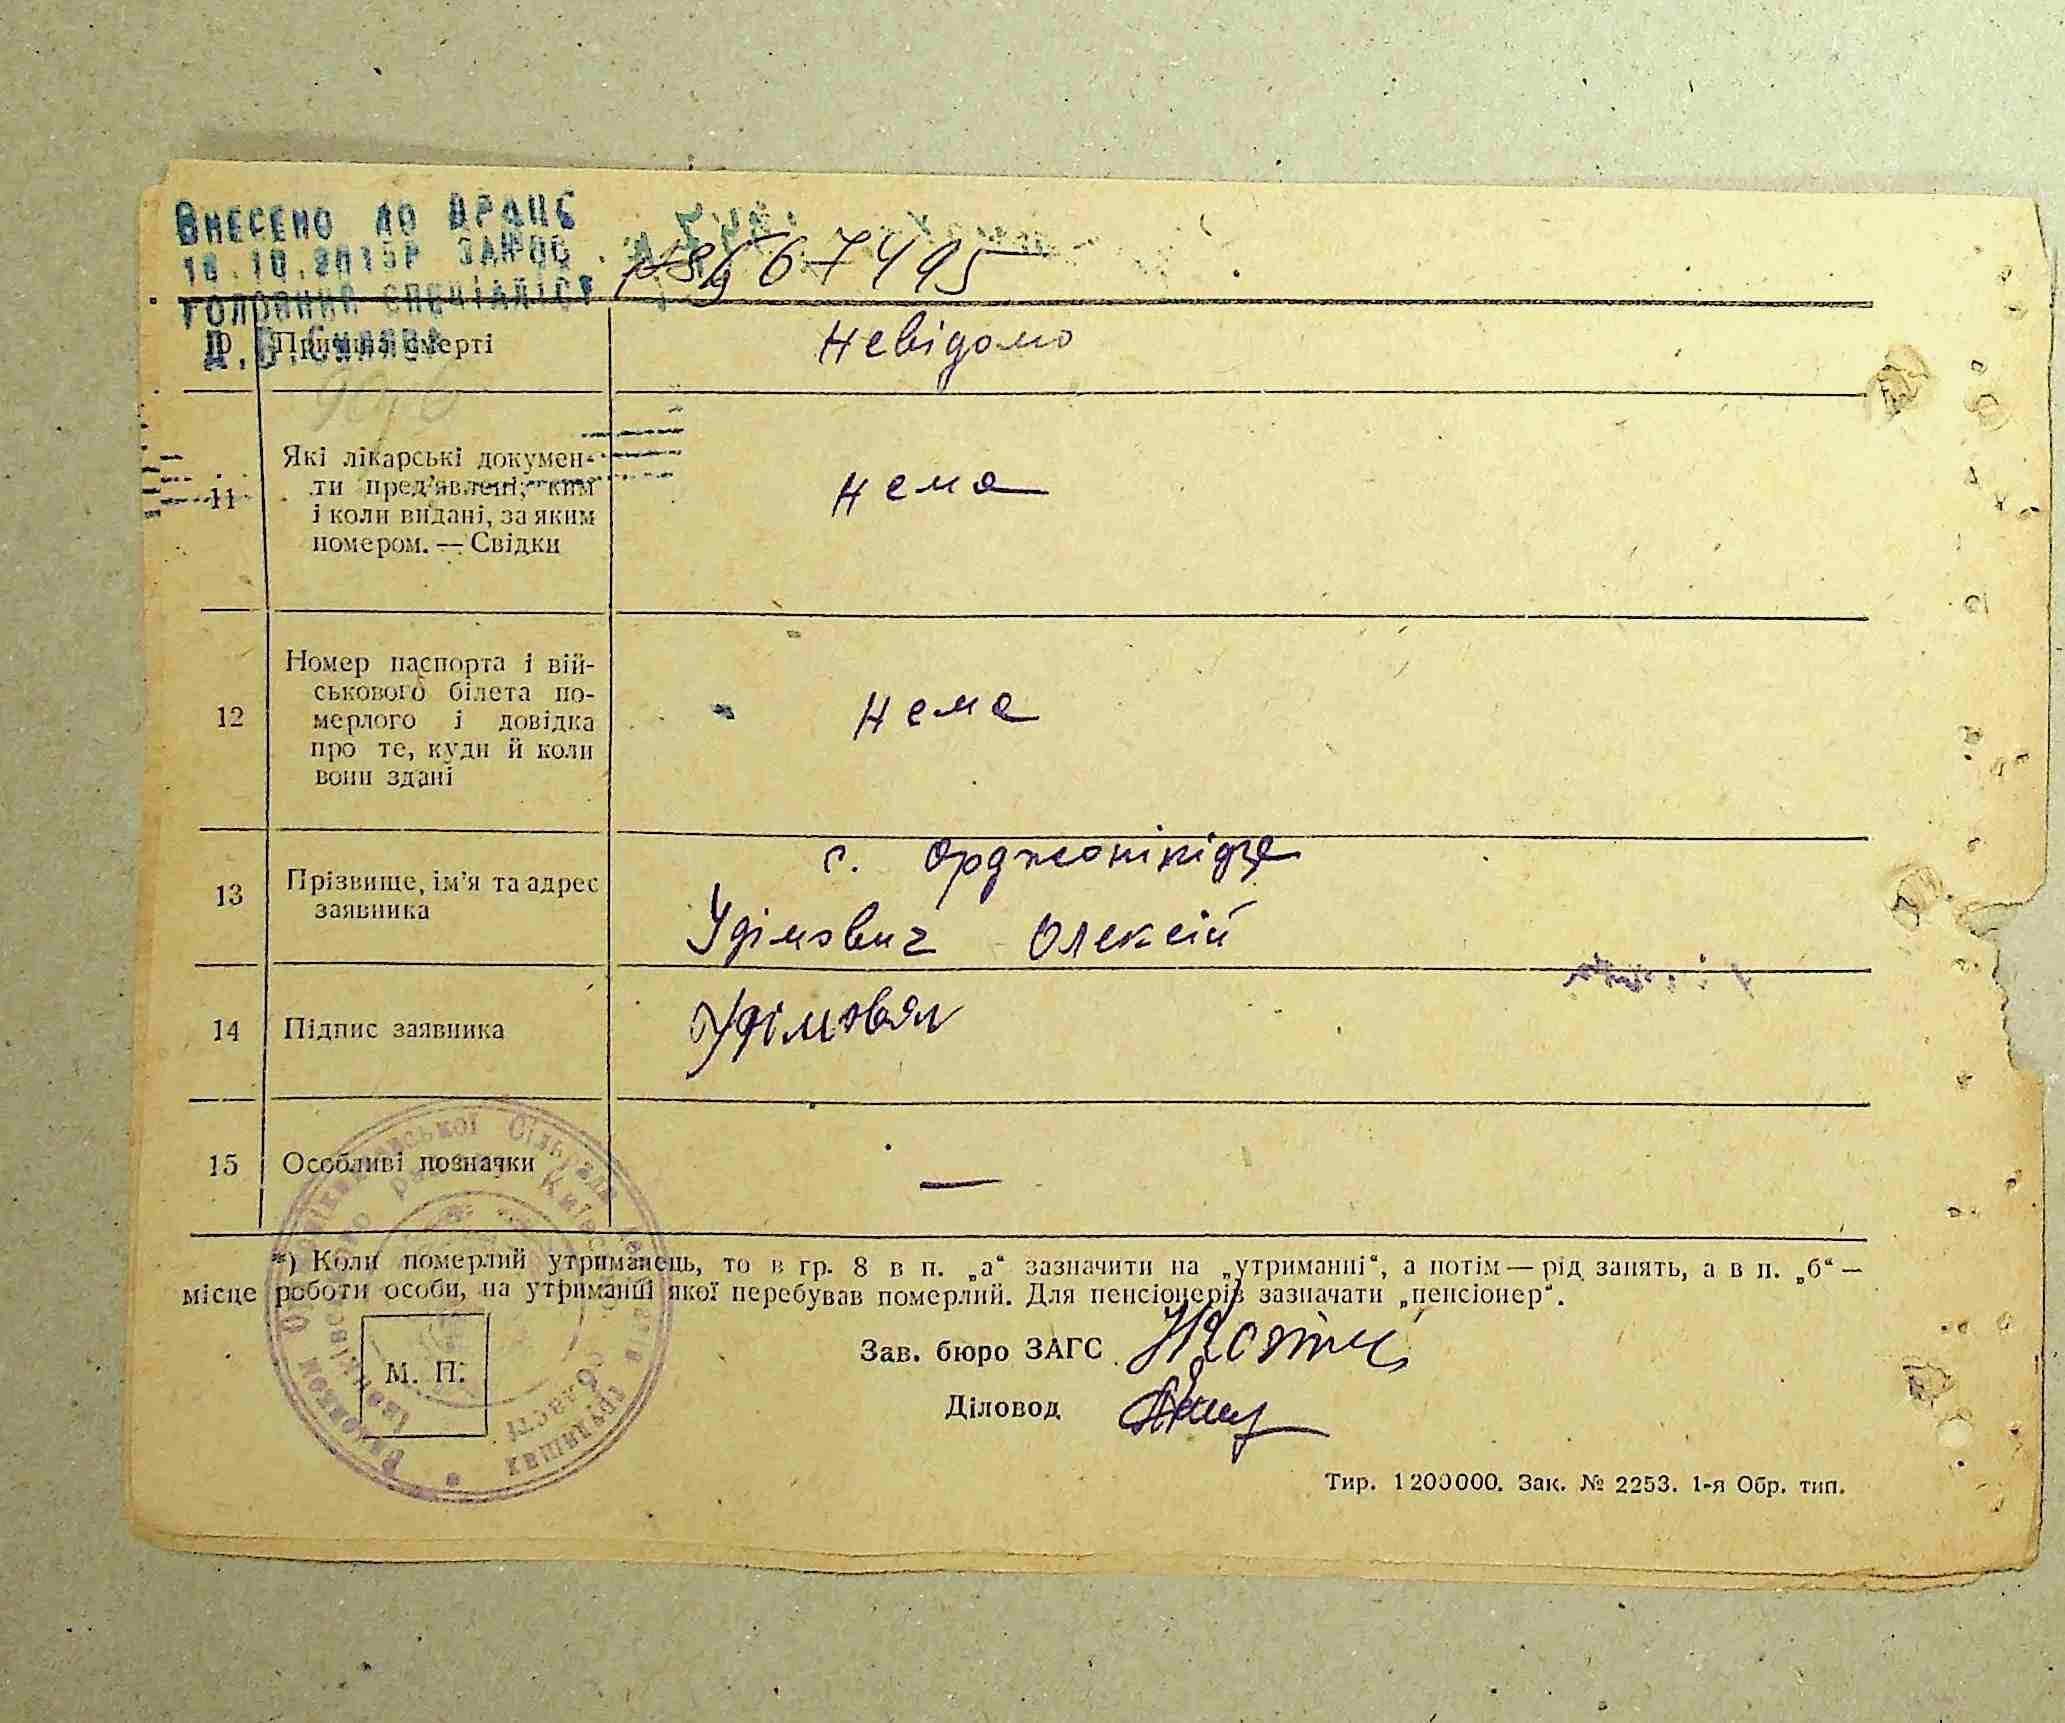 Внесено до ДРАЦС
головний спеціаліст
667495
10 Причина смерті
Невідомо
11
Які лікарські докумен-
ти пред'явлені, ким
і коли видані, за яким
номером. — Свідки
нема
12
Номер паспорта і вій-
ськового білета по-
мерлого і довідка
про те, куди й коли
вони здані
нема
13
Прізвище, ім'я та адрес
заявника
с. Орджонікідзе
Удімович Олексій
14
Підпис заявника
15
Особливі позначки
—
*) Коли померлий утриманець, то в гр. 8 в п. „а“ зазначити на „утриманні“, а потім — рід занять, а в п. „б“ —
місце роботи особи, на утриманні якої перебував померлий. Для пенсіонерів зазначати „пенсіонер“.
М. П.
Зав. бюро ЗАГС
Діловод
Тир. 1200000. Зак. № 2253. 1-я Обр. тип.